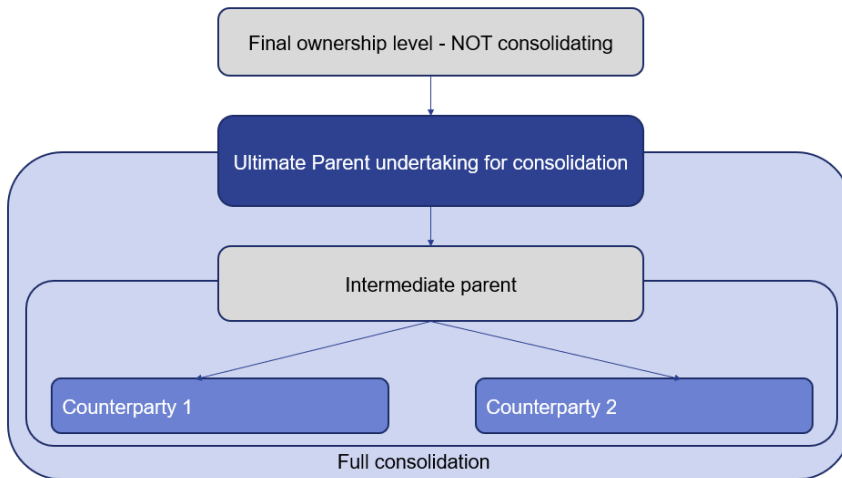 Final ownership level - NOT consolidating
Ultimate Parent undertaking for consolidation
Intermediate parent
Counterparty 1
Counterparty 2
Full consolidation